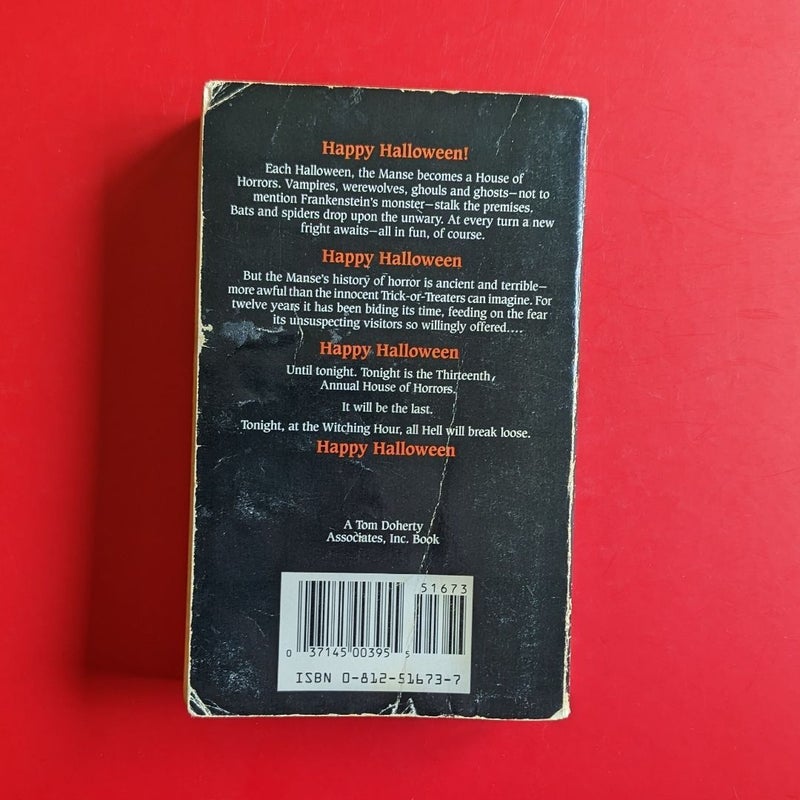 Happy Halloween!
Each Halloween, the Manse becomes a House of
Horrors. Vampires, werewolves, ghouls and ghosts—not to
mention Frankenstein's monster—stalk the premises.
Bats and spiders drop upon the unwary. At every turn a new
fright awaits—all in fun, of course.
Happy Halloween
But the Manse's history of horror is ancient and terrible—
more awful than the innocent Trick-or-Treaters can imagine. For
twelve years it has been biding its time, feeding on the fear
its unsuspecting visitors so willingly offered....
Happy Halloween
Until tonight. Tonight is the Thirteenth
Annual House of Horrors.
It will be the last.
Tonight, at the Witching Hour, all Hell will break loose.
Happy Halloween
A Tom Doherty
Associates, Inc. Book
51673
0 37145 00395 5
ISBN 0-812-51673-7